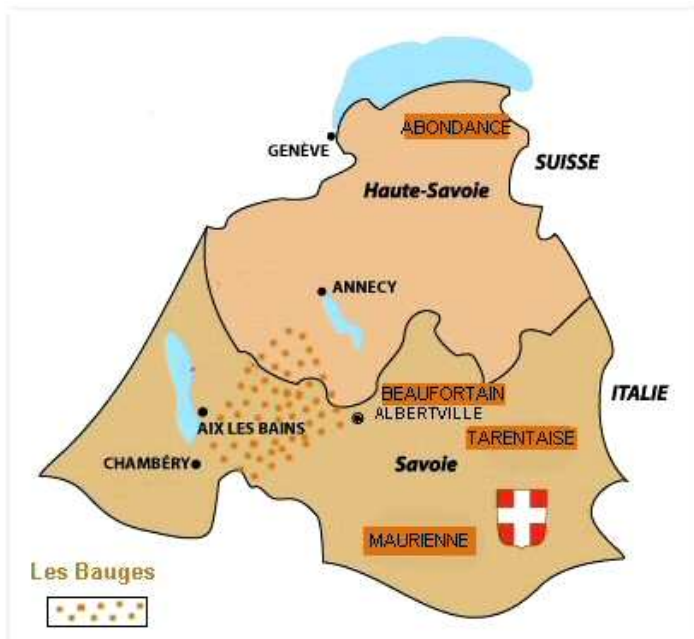 ABONDANCE
GENÈVE
SUISSE
Haute-Savoie
ANNECY
BEAUFORTAIN
ITALIE
ALBERTVILLE
AIX LES BAINS
TARENTAISE
CHAMBÉRY
Savoie
MAURIENNE
Les Bauges